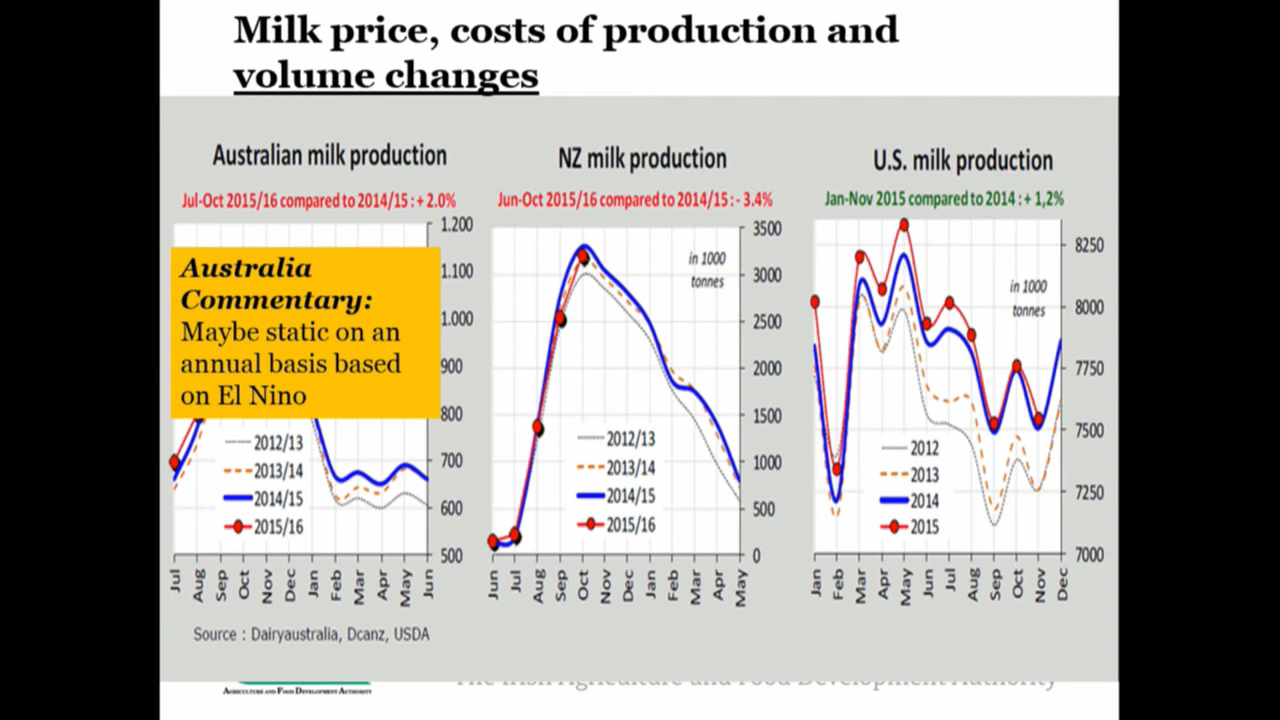 Milk price, costs of production and
volume changes
Australian milk production
Jul-Oct 2015/16 compared to 2014/15 : + 2.0%
1.200
1.100
1.000
900
800
700
600
500
Australia
Commentary:
Maybe static on an
annual basis based
on El Nino
2012/13
2013/14
2014/15
2015/16
Jul
Aug
Sep
Oct
Nov
Dec
Jan
Feb
Mar
Apr
May
Jun
NZ milk production
Jun-Oct 2015/16 compared to 2014/15 : - 3.4%
in 1000
tonnes
3500
3000
2500
2000
1500
1000
500
0
2012/13
2013/14
2014/15
2015/16
Jun
Jul
Aug
Sep
Oct
Nov
Dec
Jan
Feb
Mar
Apr
May
U.S. milk production
Jan-Nov 2015 compared to 2014 : + 1,2%
in 1000
tonnes
8250
8000
7750
7500
7250
7000
2012
2013
2014
2015
Jan
Feb
Mar
Apr
May
Jun
Jul
Aug
Sep
Oct
Nov
Dec
Source : Dairyaustralia, Dcanz, USDA
Agriculture and Food Development Authority
The Irish Agriculture and Food Development Authority